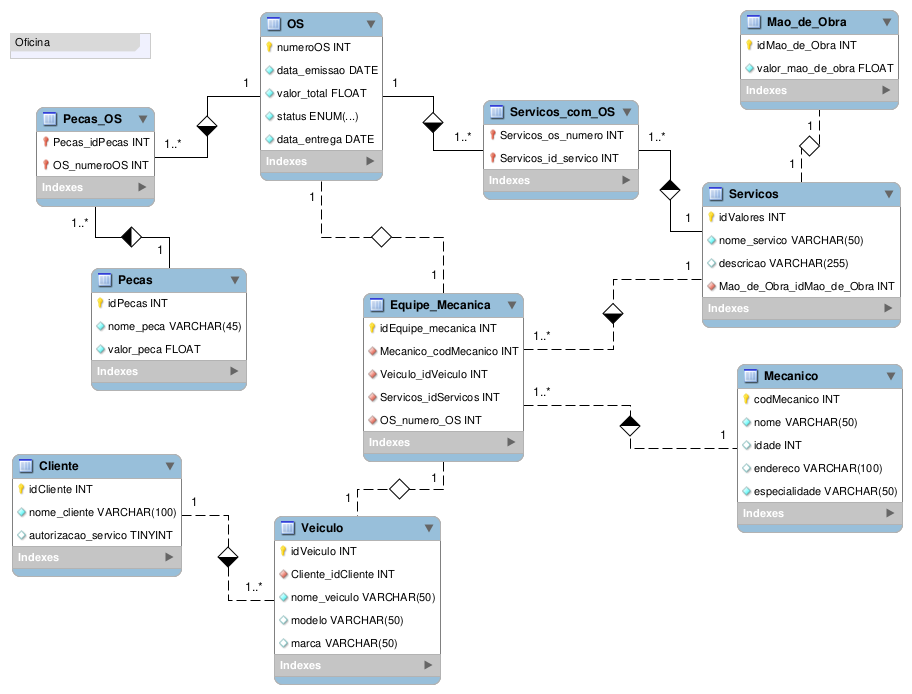 Oficina
OS
numeroOS INT
data_emissao DATE
valor_total FLOAT
status ENUM(...)
data_entrega DATE
Indexes
Mao_de_Obra
idMao_de_Obra INT
valor_mao_de_obra FLOAT
Indexes
Pecas_OS
Pecas_idPecas INT
OS_numeroOS INT
Indexes
Servicos_com_OS
Servicos_os_numero INT
Servicos_id_servico INT
Indexes
Servicos
idValores INT
nome_servico VARCHAR(50)
descricao VARCHAR(255)
Mao_de_Obra_idMao_de_Obra INT
Indexes
Pecas
idPecas INT
nome_peca VARCHAR(45)
valor_peca FLOAT
Indexes
Equipe_Mecanica
idEquipe_mecanica INT
Mecanico_codMecanico INT
Veiculo_idVeiculo INT
Servicos_idServicos INT
OS_numero_OS INT
Indexes
Mecanico
codMecanico INT
nome VARCHAR(50)
idade INT
endereco VARCHAR(100)
especialidade VARCHAR(50)
Indexes
Cliente
idCliente INT
nome_cliente VARCHAR(100)
autorizacao_servico TINYINT
Indexes
Veiculo
idVeiculo INT
Cliente_idCliente INT
nome_veiculo VARCHAR(50)
modelo VARCHAR(50)
marca VARCHAR(50)
Indexes
1
1..*
1
1..*
1..*
1
1
1
1..*
1
1
1
1..*
1
1..*
1
1
1
1
1..*